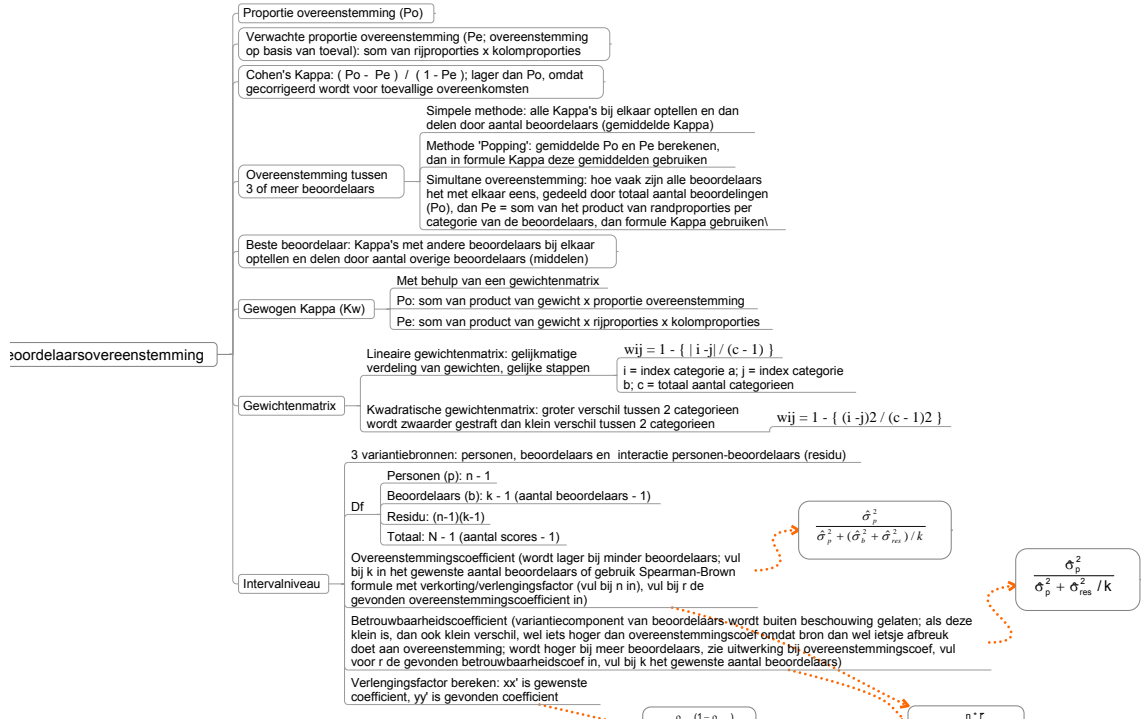 Proportie overeenstemming (Po)
Verwachte proportie overeenstemming (Pe; overeenstemming
op basis van toeval): som van rijproporties x kolomproporties
Cohen's Kappa: ( Po - Pe ) / ( 1 - Pe ); lager dan Po, omdat
gecorrigeerd wordt voor toevallige overeenkomsten
Overeenstemming tussen
3 of meer beoordelaars
Simpele methode: alle Kappa's bij elkaar optellen en dan
delen door aantal beoordelaars (gemiddelde Kappa)
Methode 'Popping': gemiddelde Po en Pe berekenen,
dan in formule Kappa deze gemiddelden gebruiken
Simultane overeenstemming: hoe vaak zijn alle beoordelaars
het met elkaar eens, gedeeld door totaal aantal beoordelingen
(Po), dan Pe = som van het product van randproporties per
categorie van de beoordelaars, dan formule Kappa gebruiken\
Beste beoordelaar: Kappa's met andere beoordelaars bij elkaar
optellen en delen door aantal overige beoordelaars (middelen)
Gewogen Kappa (Kw)
Met behulp van een gewichtenmatrix
Po: som van product van gewicht x proportie overeenstemming
Pe: som van product van gewicht x rijproporties x kolomproporties
eoordelaarsovereenstemming
Gewichtenmatrix
Lineaire gewichtenmatrix: gelijkmatige
verdeling van gewichten, gelijke stappen
wij = 1 - { | i -j| / (c - 1) }
i = index categorie a; j = index categorie
b; c = totaal aantal categorieen
Kwadratische gewichtenmatrix: groter verschil tussen 2 categorieen
wordt zwaarder gestraft dan klein verschil tussen 2 categorieen
wij = 1 - { (i -j)2 / (c - 1)2 }
Intervalniveau
3 variantiebronnen: personen, beoordelaars en interactie personen-beoordelaars (residu)
Df
Personen (p): n - 1
Beoordelaars (b): k - 1 (aantal beoordelaars - 1)
Residu: (n-1)(k-1)
Totaal: N - 1 (aantal scores - 1)
Overeenstemmingscoefficient (wordt lager bij minder beoordelaars; vul
bij k in het gewenste aantal beoordelaars of gebruik Spearman-Brown
formule met verkorting/verlengingsfactor (vul bij n in), vul bij r de
gevonden overeenstemmingscoefficient in)
σ̂²p
σ̂²p + (σ̂²b + σ̂²res) / k
Betrouwbaarheidscoefficient (variantiecomponent van beoordelaars wordt buiten beschouwing gelaten; als deze
klein is, dan ook klein verschil, wel iets hoger dan overeenstemmingscoef omdat bron dan wel ietsje afbreuk
doet aan overeenstemming; wordt hoger bij meer beoordelaars, zie uitwerking bij overeenstemmingscoef, vul
voor r de gevonden betrouwbaarheidscoef in, vul bij k het gewenste aantal beoordelaars)
σ̂²p
σ̂²p + σ̂²res / k
Verlengingsfactor bereken: xx' is gewenste
coefficient, yy' is gevonden coefficient
n * r